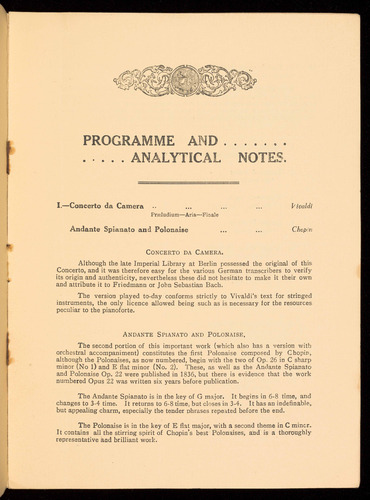 PROGRAMME AND . . . . . . .
. . . . . ANALYTICAL NOTES.
I.—Concerto da Camera .. ... ... ... Vivaldi
Preludium—Aria—Finale
Andante Spianato and Polonaise ... ... Chopin
CONCERTO DA CAMERA.
Although the late Imperial Library at Berlin possessed the original of this
Concerto, and it was therefore easy for the various German transcribers to verify
its origin and authenticity, nevertheless these did not hesitate to make it their own
and attribute it to Friedmann or John Sebastian Bach.
The version played to-day conforms strictly to Vivaldi's text for stringed
instruments, the only licence allowed being such as is necessary for the resources
peculiar to the pianoforte.
ANDANTE SPIANATO AND POLONAISE,
The second portion of this important work (which also has a version with
orchestral accompaniment) constitutes the first Polonaise composed by Chopin,
although the Polonaises, as now numbered, begin with the two of Op. 26 in C sharp
minor (No 1) and E flat minor (No. 2). These, as well as the Andante Spianato
and Polonaise Op. 22 were published in 1836, but there is evidence that the work
numbered Opus 22 was written six years before publication.
The Andante Spianato is in the key of G major. It begins in 6-8 time, and
changes to 3-4 time. It returns to 6-8 time, but closes in 3-4. It has an indefinable,
but appealing charm, especially the tender phrases repeated before the end.
The Polonaise is in the key of E flat major, with a second theme in C minor.
It contains all the stirring spirit of Chopin's best Polonaises, and is a thoroughly
representative and brilliant work.